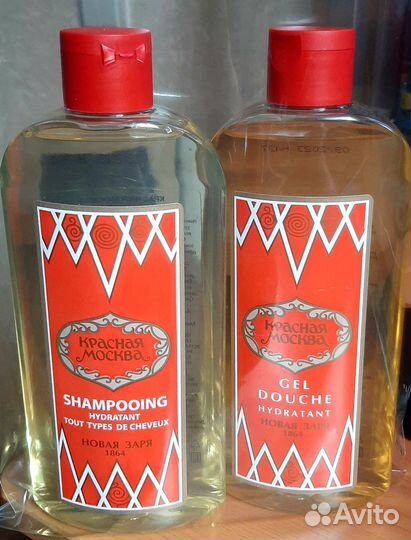 КРАСНАЯ
МОСКВА
SHAMPOOING
HYDRATANT
TOUT TYPES DE CHEVEUX
НОВАЯ ЗАРЯ
1864
КРАСНАЯ
МОСКВА
GEL
DOUCHE
HYDRATANT
НОВАЯ ЗАРЯ
1864
Avito